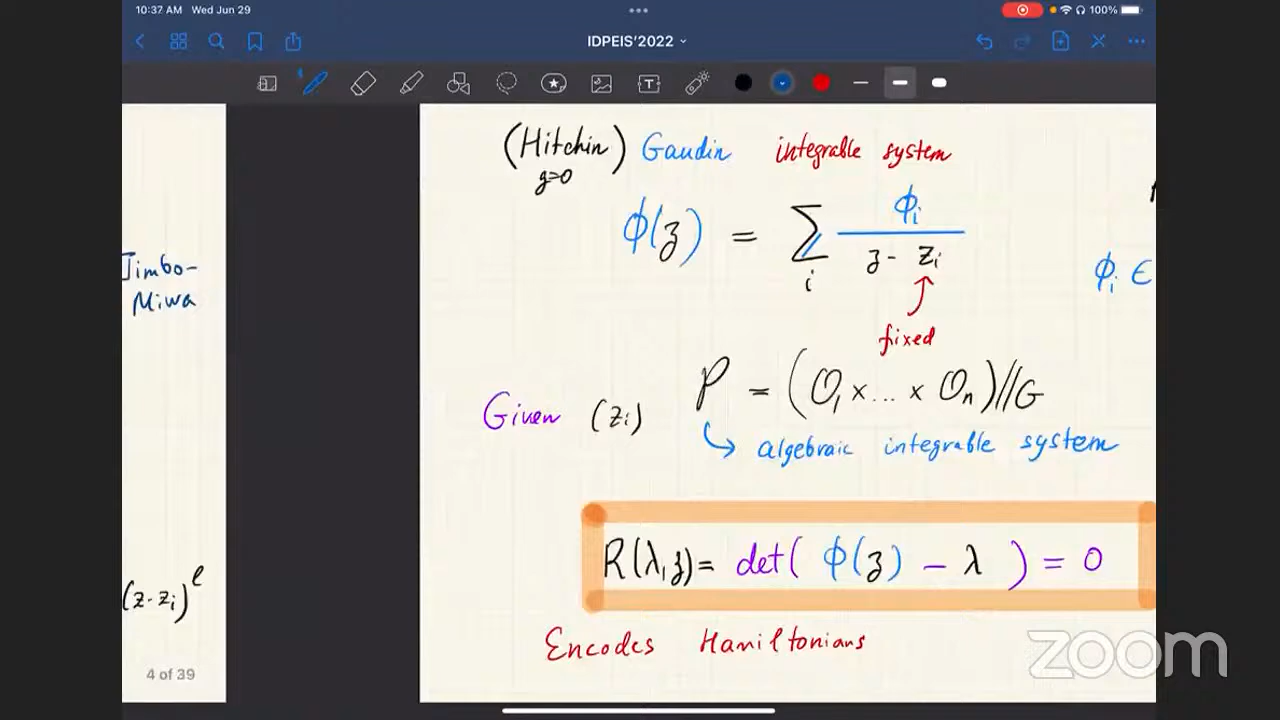 10:37 AM Wed Jun 29
100%
IDPEIS'2022
Jimbo-
Miwa
(z-zi)^l
4 of 39
(Hitchin) Gaudin integrable system
g=0
ϕ(z) = ∑ ϕi / z - zi
i
fixed
ϕi ∈
Given (zi) P = (O1 × ... × On)//G
↳ algebraic integrable system
R(λ,z) = det( ϕ(z) - λ ) = 0
Encodes Hamiltonians
zoom